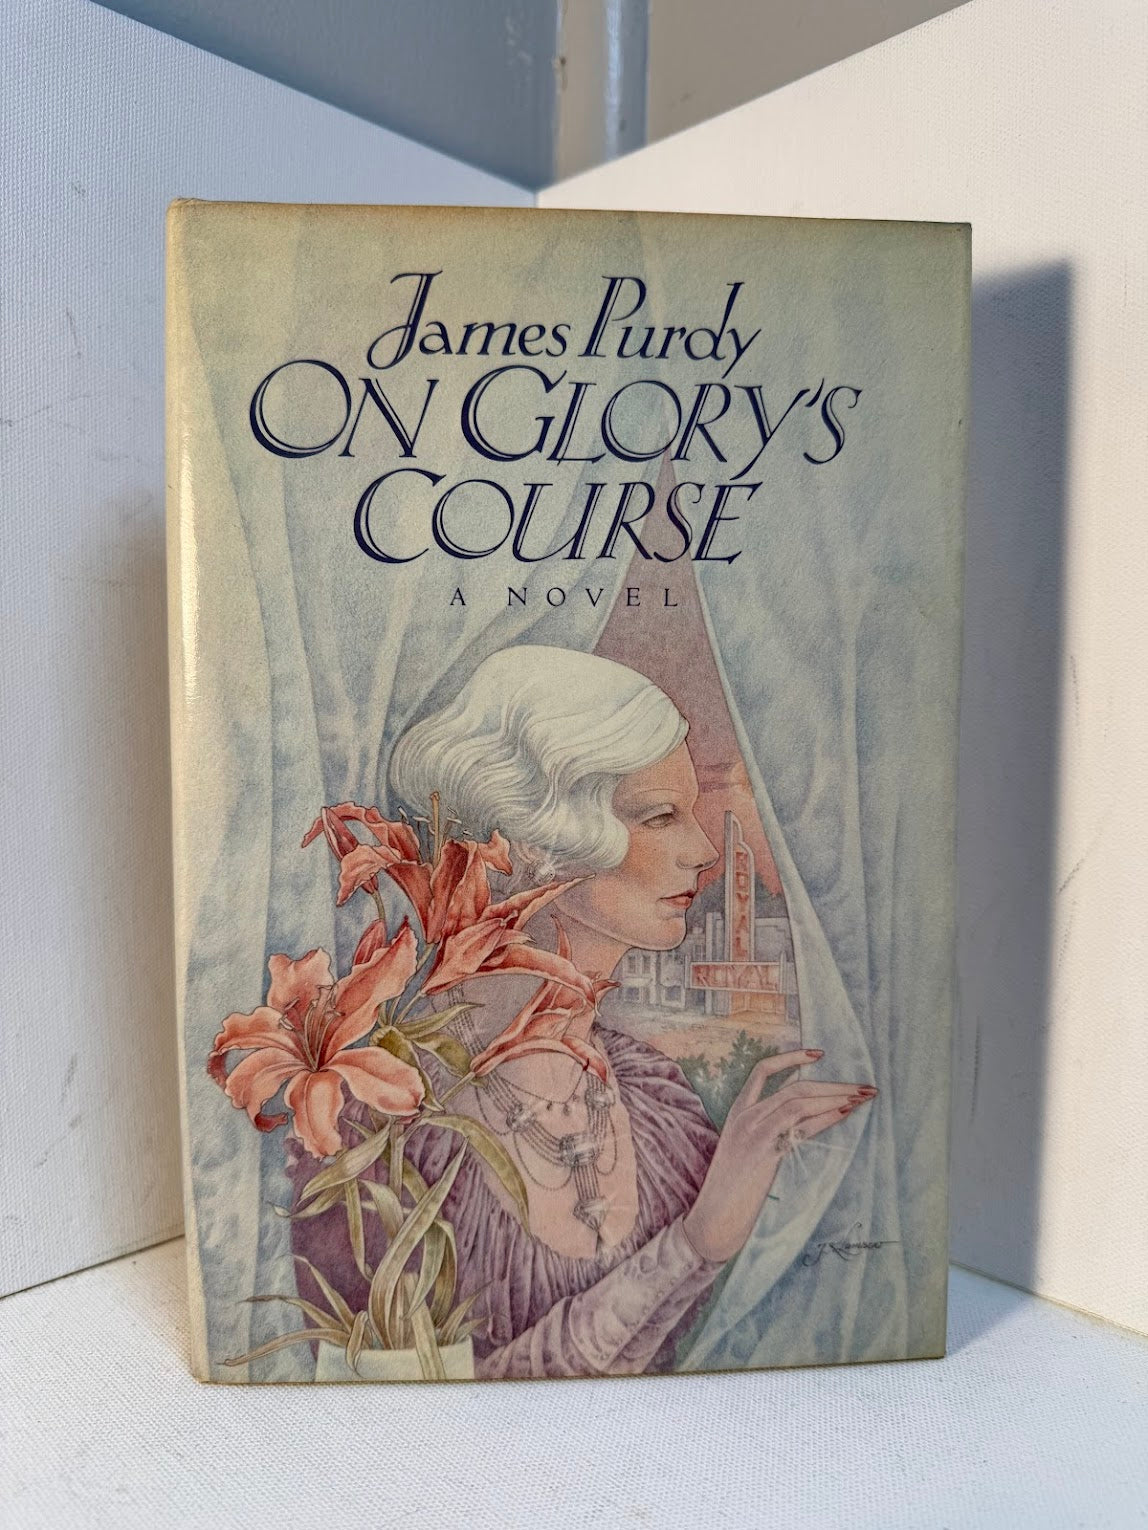 James Purdy
ON GLORY'S
COURSE
A NOVEL
ROYAL
ROYAL